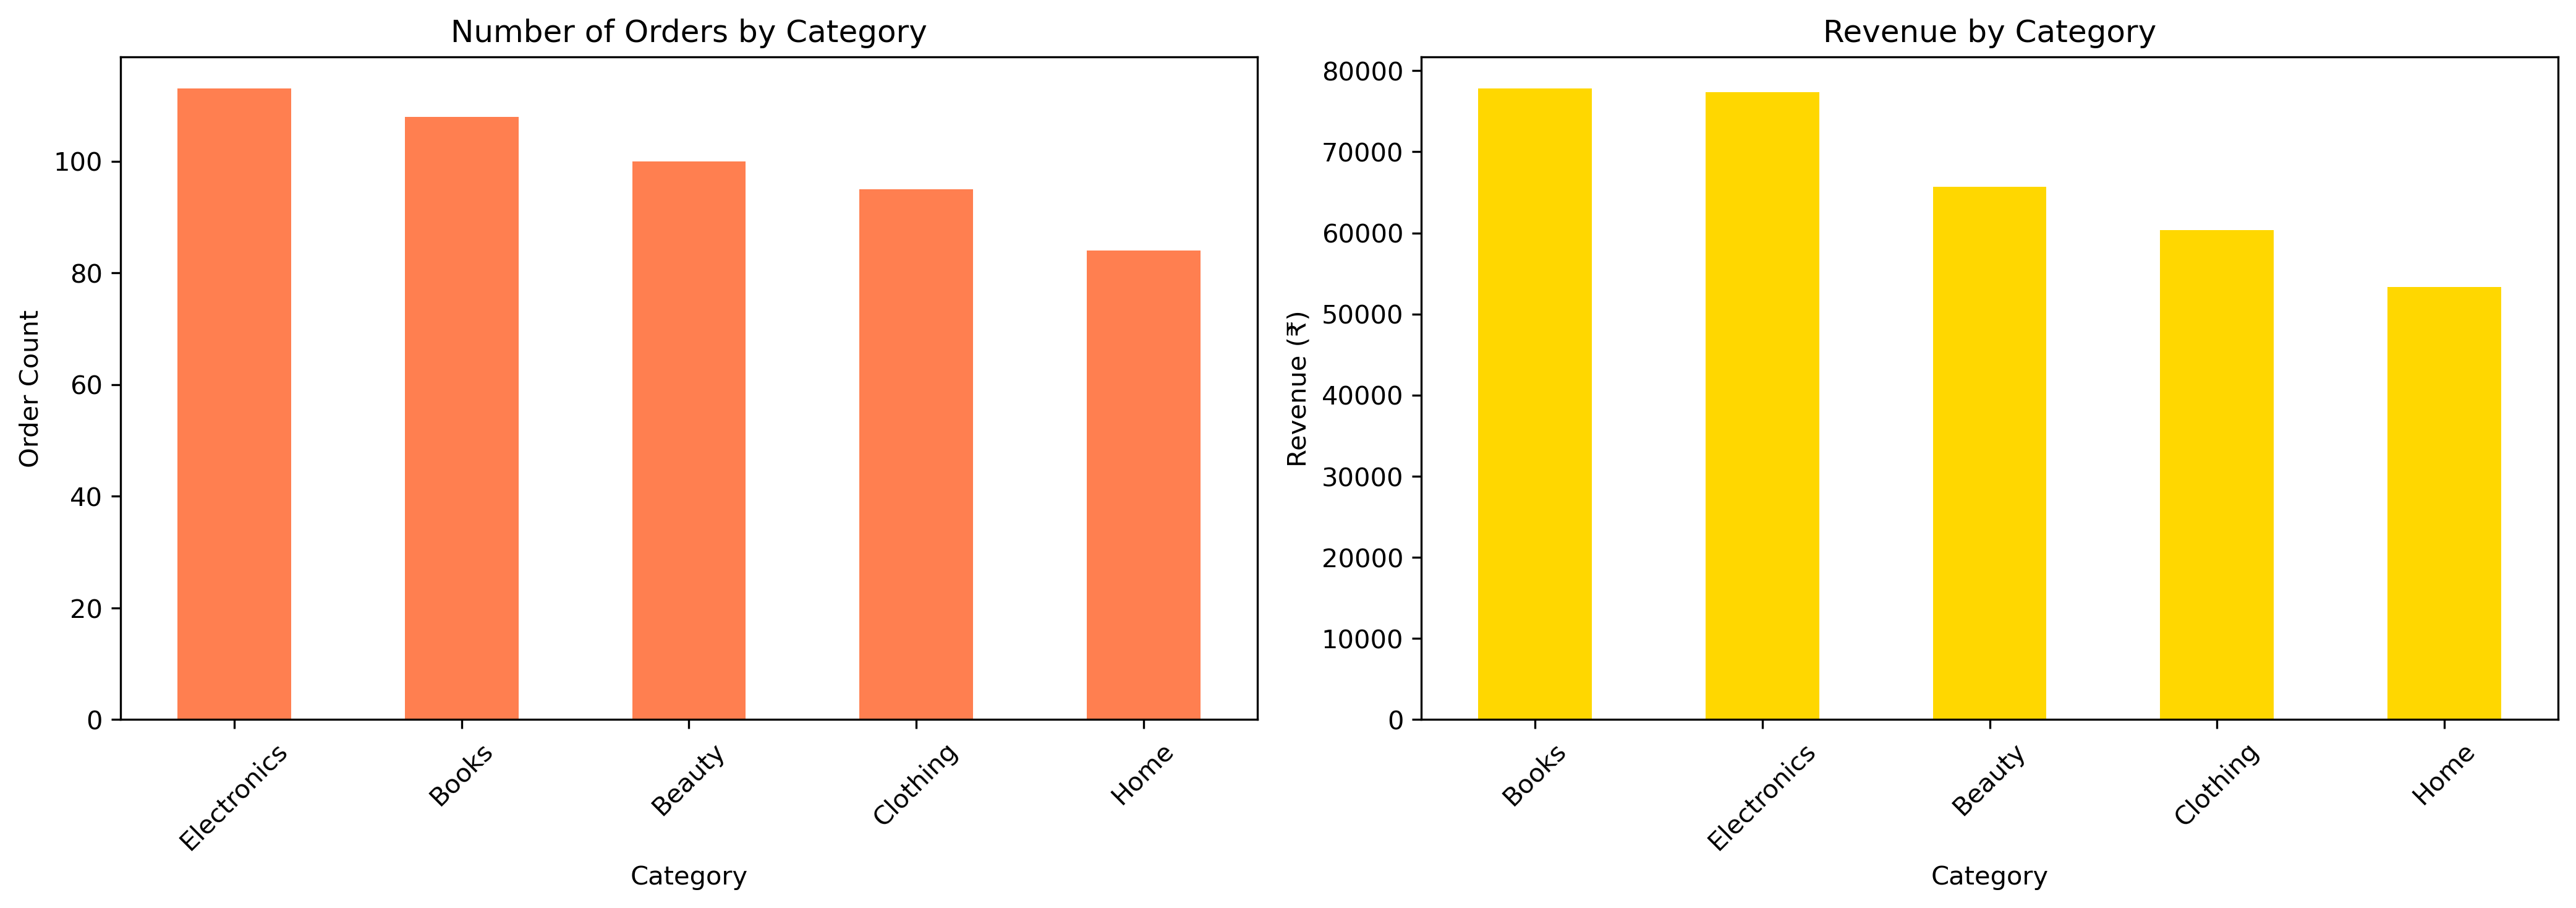 Number of Orders by Category
Order Count
100
80
60
40
20
0
Electronics
Books
Beauty
Clothing
Home
Category
Revenue by Category
Revenue (₹)
80000
70000
60000
50000
40000
30000
20000
10000
0
Books
Electronics
Beauty
Clothing
Home
Category